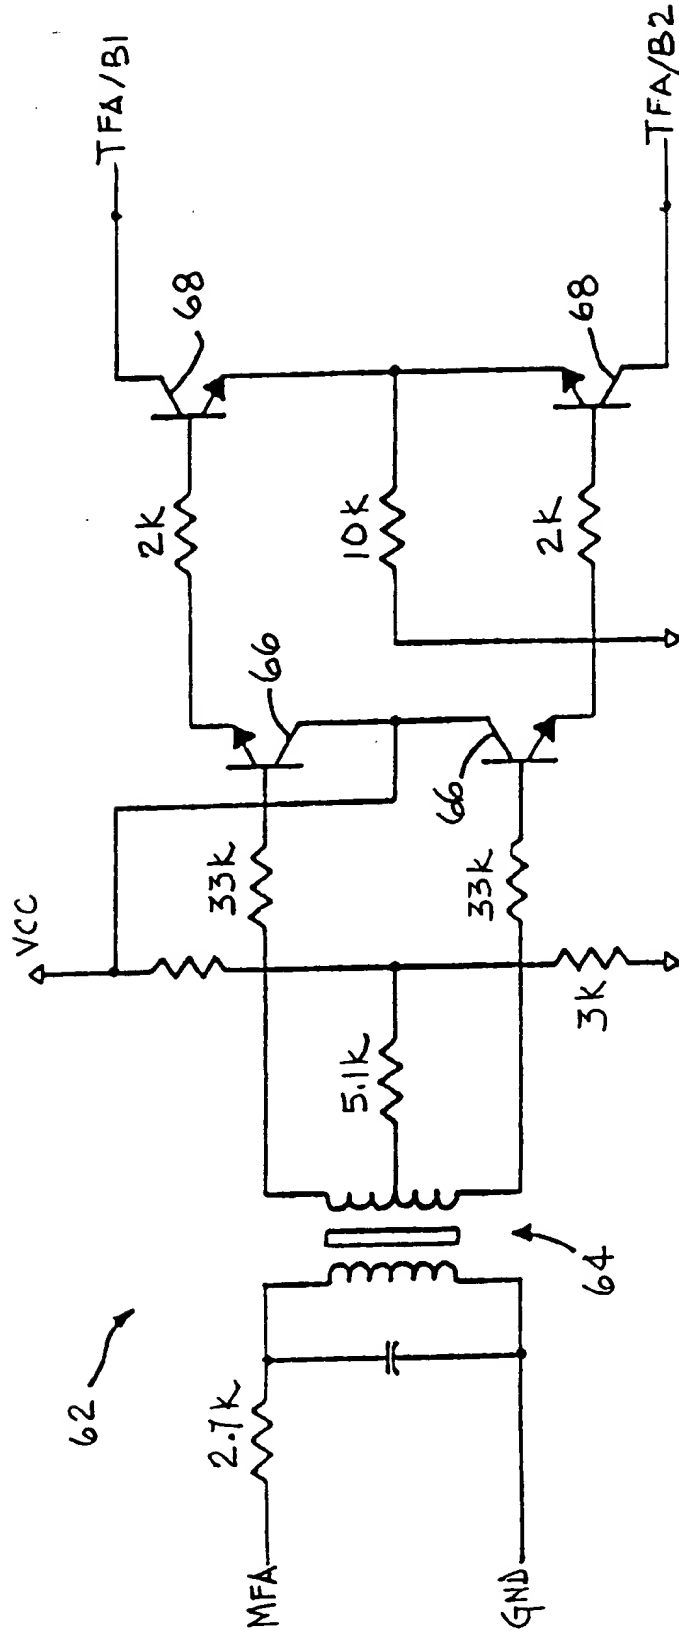 VCC
62
TFA/B1
2K
68
33K
2.7K
66
MFA
10K
5.1K
66
33K
GND
2K
68
3K
64
TFA/B2